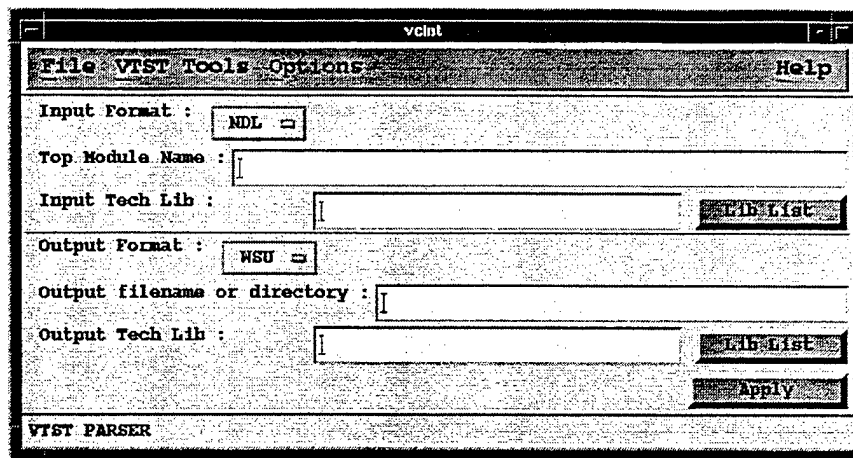 vcint
File VTST Tools Options Help
Input Format : NDL
Top Module Name :
Input Tech Lib : Lib List
Output Format : WSU
Output filename or directory :
Output Tech Lib : Lib List
Apply
VTST PARSER